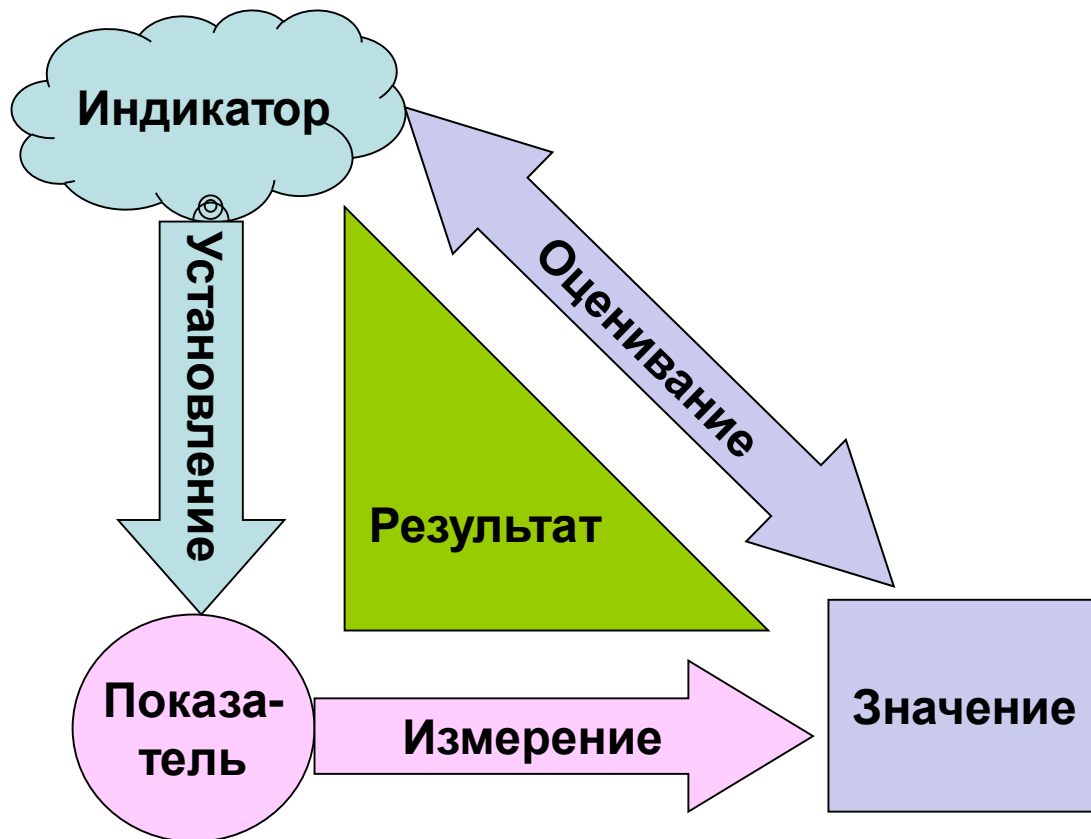 Индикатор
Установление
Оценивание
Результат
Показа-
тель
Измерение
Значение